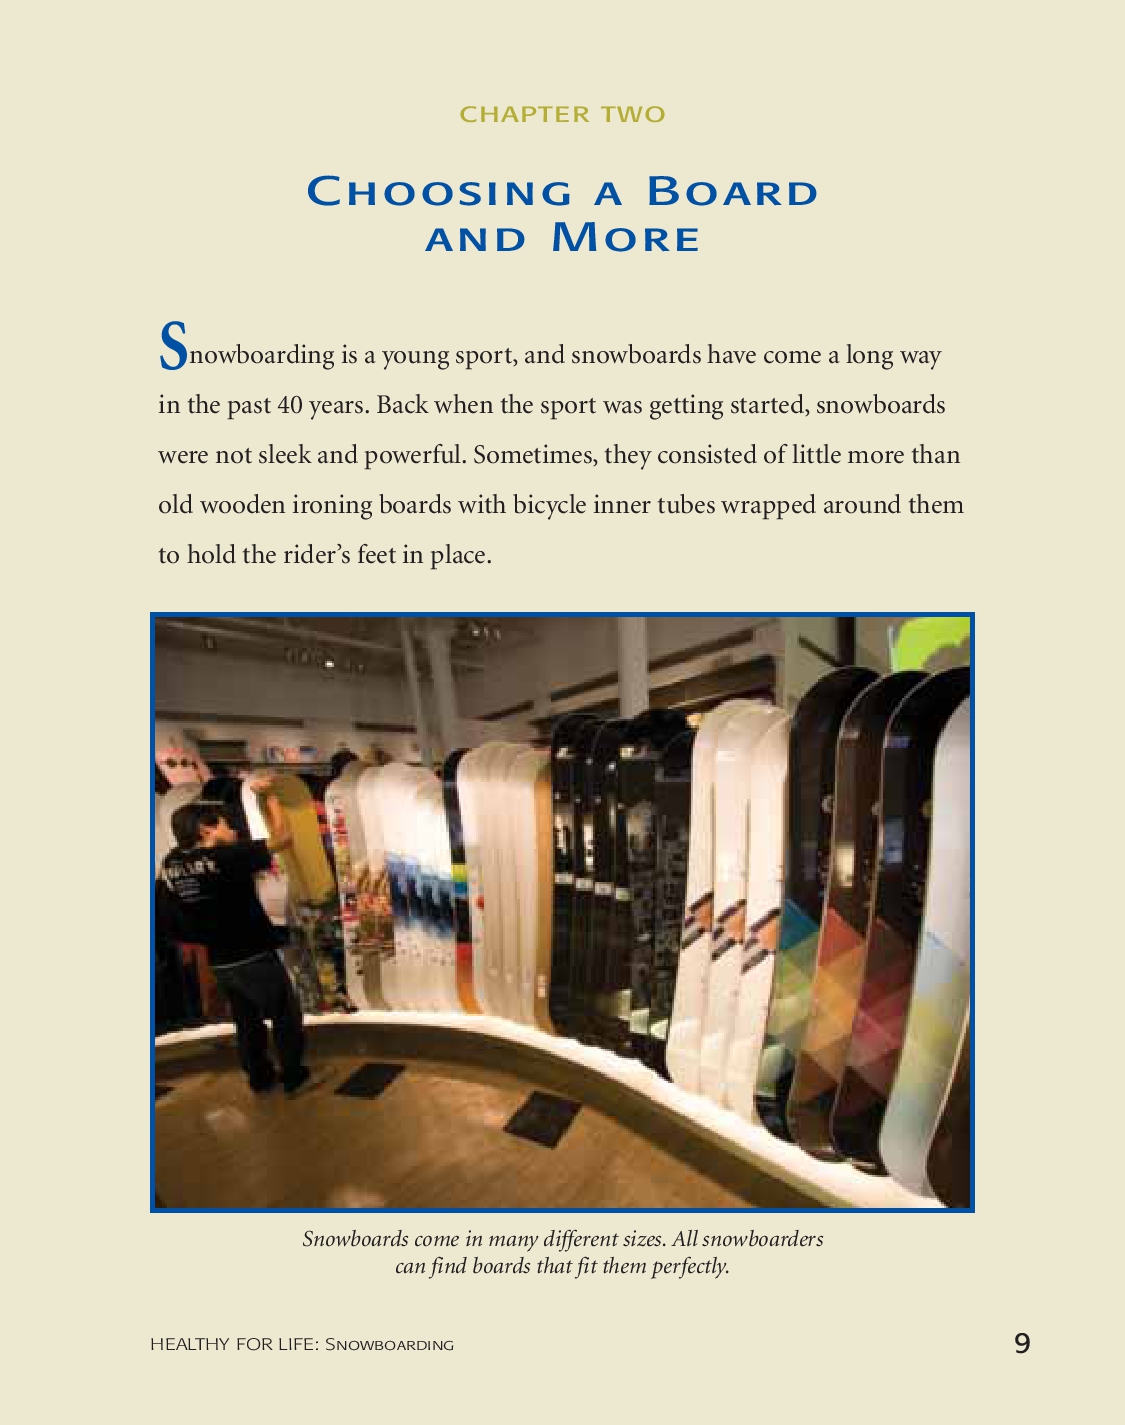 CHAPTER TWO
CHOOSING A BOARD
AND MORE
Snowboarding is a young sport, and snowboards have come a long way
in the past 40 years. Back when the sport was getting started, snowboards
were not sleek and powerful. Sometimes, they consisted of little more than
old wooden ironing boards with bicycle inner tubes wrapped around them
to hold the rider’s feet in place.
Snowboards come in many different sizes. All snowboarders
can find boards that fit them perfectly.
HEALTHY FOR LIFE: SNOWBOARDING
9